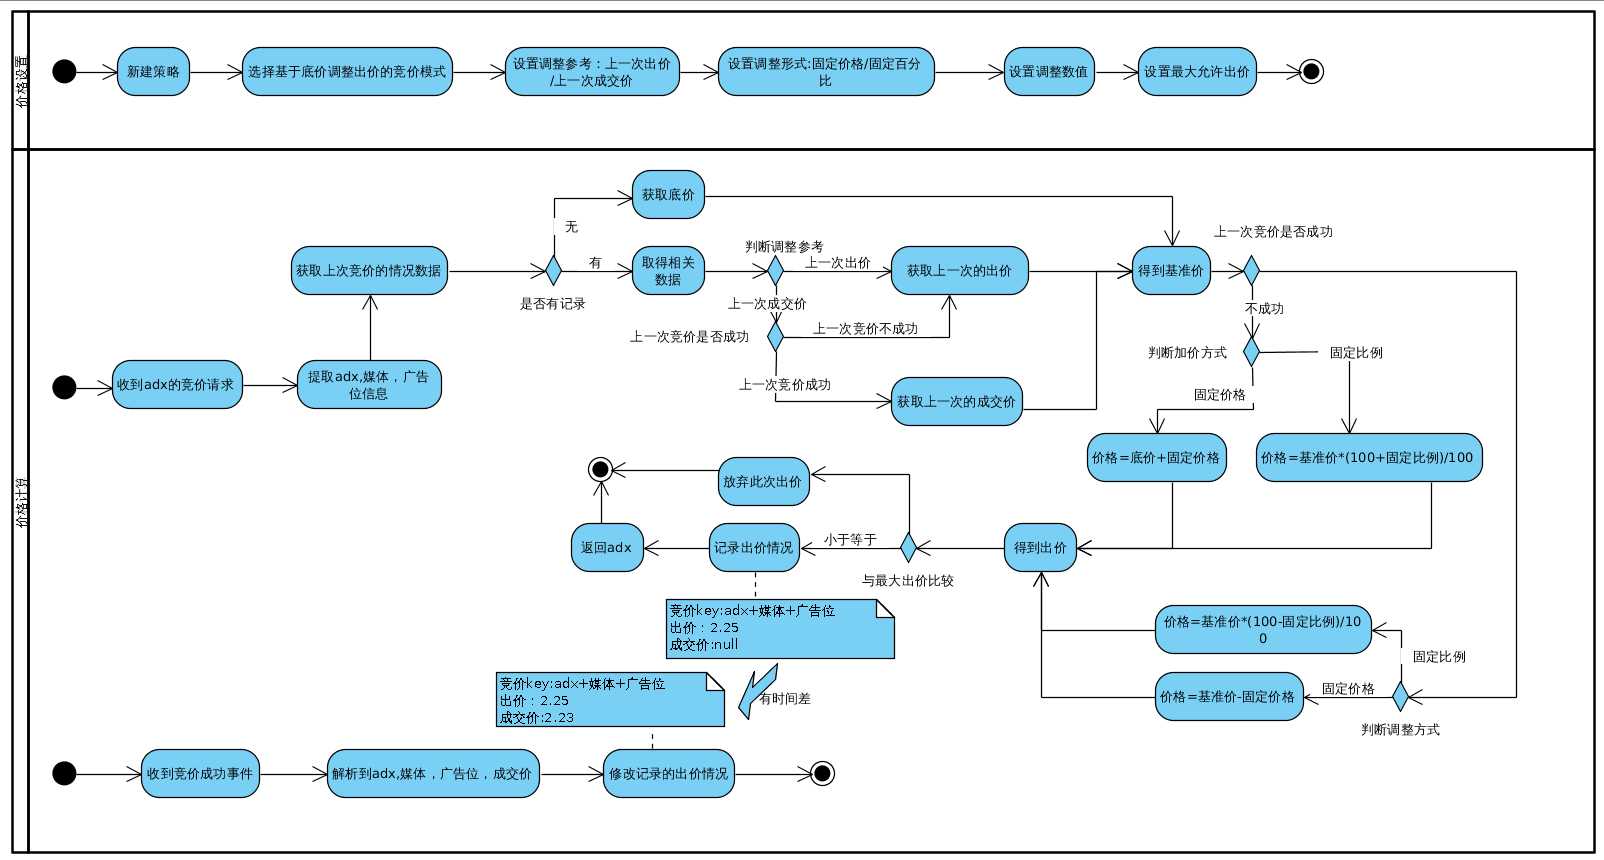 价格设置
新建策略
选择基于底价调整出价的竞价模式
设置调整参考：上一次出价
/上一次成交价
设置调整形式:固定价格/固定百分
比
设置调整数值
设置最大允许出价
价格计算
获取底价
无
上一次竞价是否成功
判断调整参考
获取上次竞价的情况数据
有
取得相关
数据
上一次出价
获取上一次的出价
得到基准价
是否有记录
上一次成交价
不成功
上一次竞价是否成功
上一次竞价不成功
判断加价方式
固定比例
收到adx的竞价请求
提取adx,媒体，广告
位信息
上一次竞价成功
获取上一次的成交价
固定价格
价格=底价+固定价格
价格=基准价*(100+固定比例)/100
放弃此次出价
返回adx
记录出价情况
小于等于
得到出价
与最大出价比较
竞价key:adx+媒体+广告位
出价：2.25
成交价:null
价格=基准价*(100-固定比例)/10
0
固定比例
竞价key:adx+媒体+广告位
出价：2.25
成交价:2.23
有时间差
价格=基准价-固定价格
固定价格
判断调整方式
收到竞价成功事件
解析到adx,媒体，广告位，成交价
修改记录的出价情况